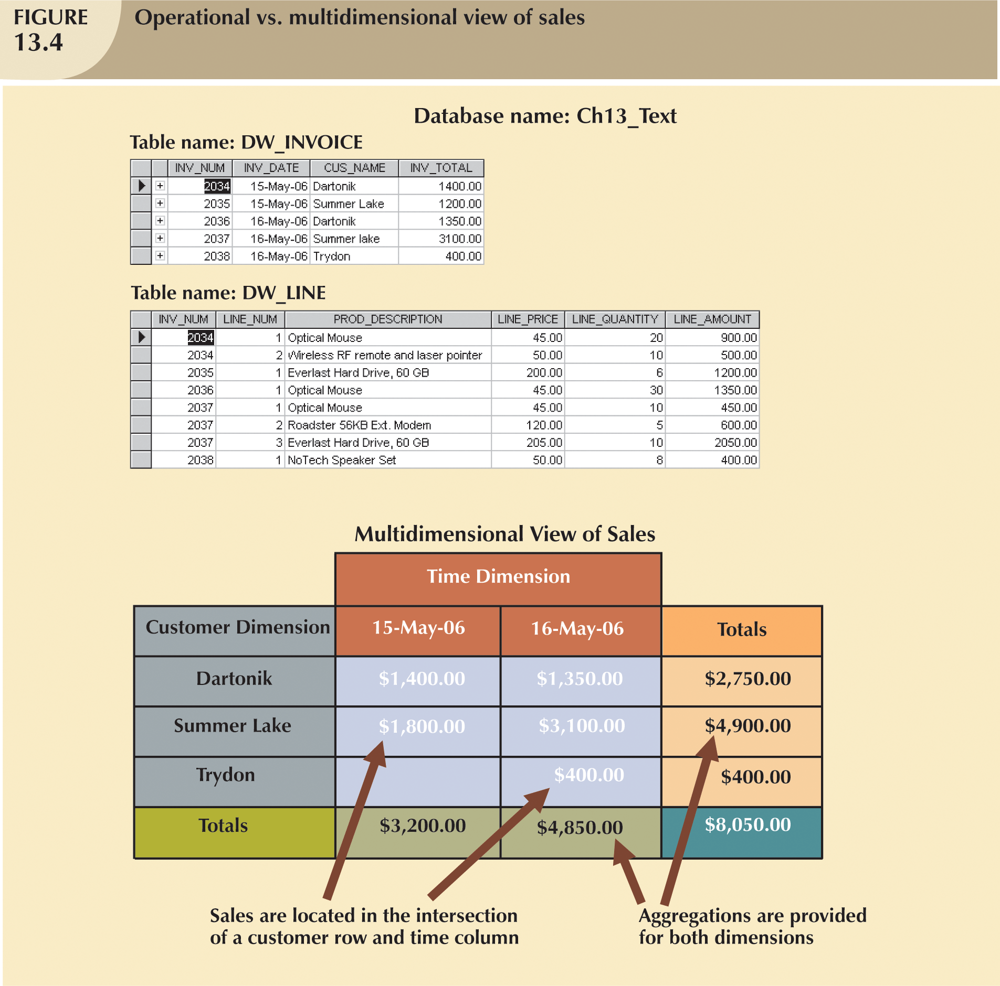 FIGURE
13.4
Operational vs. multidimensional view of sales
Database name: Ch13_Text
Table name: DW_INVOICE
INV_NUM INV_DATE CUS_NAME INV_TOTAL
2034 15-May-06 Dartonik 1400.00
2035 15-May-06 Summer Lake 1200.00
2036 16-May-06 Dartonik 1350.00
2037 16-May-06 Summer lake 3100.00
2038 16-May-06 Trydon 400.00
Table name: DW_LINE
INV_NUM LINE_NUM PROD_DESCRIPTION LINE_PRICE LINE_QUANTITY LINE_AMOUNT
2034 1 Optical Mouse 45.00 20 900.00
2034 2 Wireless RF remote and laser pointer 50.00 10 500.00
2035 1 Everlast Hard Drive, 60 GB 200.00 6 1200.00
2036 1 Optical Mouse 45.00 30 1350.00
2037 1 Optical Mouse 45.00 10 450.00
2037 2 Roadster 56KB Ext. Modem 120.00 5 600.00
2037 3 Everlast Hard Drive, 60 GB 205.00 10 2050.00
2038 1 NoTech Speaker Set 50.00 8 400.00
Multidimensional View of Sales
Time Dimension
Customer Dimension 15-May-06 16-May-06 Totals
Dartonik $1,400.00 $1,350.00 $2,750.00
Summer Lake $1,800.00 $3,100.00 $4,900.00
Trydon $400.00 $400.00
Totals $3,200.00 $4,850.00 $8,050.00
Sales are located in the intersection
of a customer row and time column
Aggregations are provided
for both dimensions